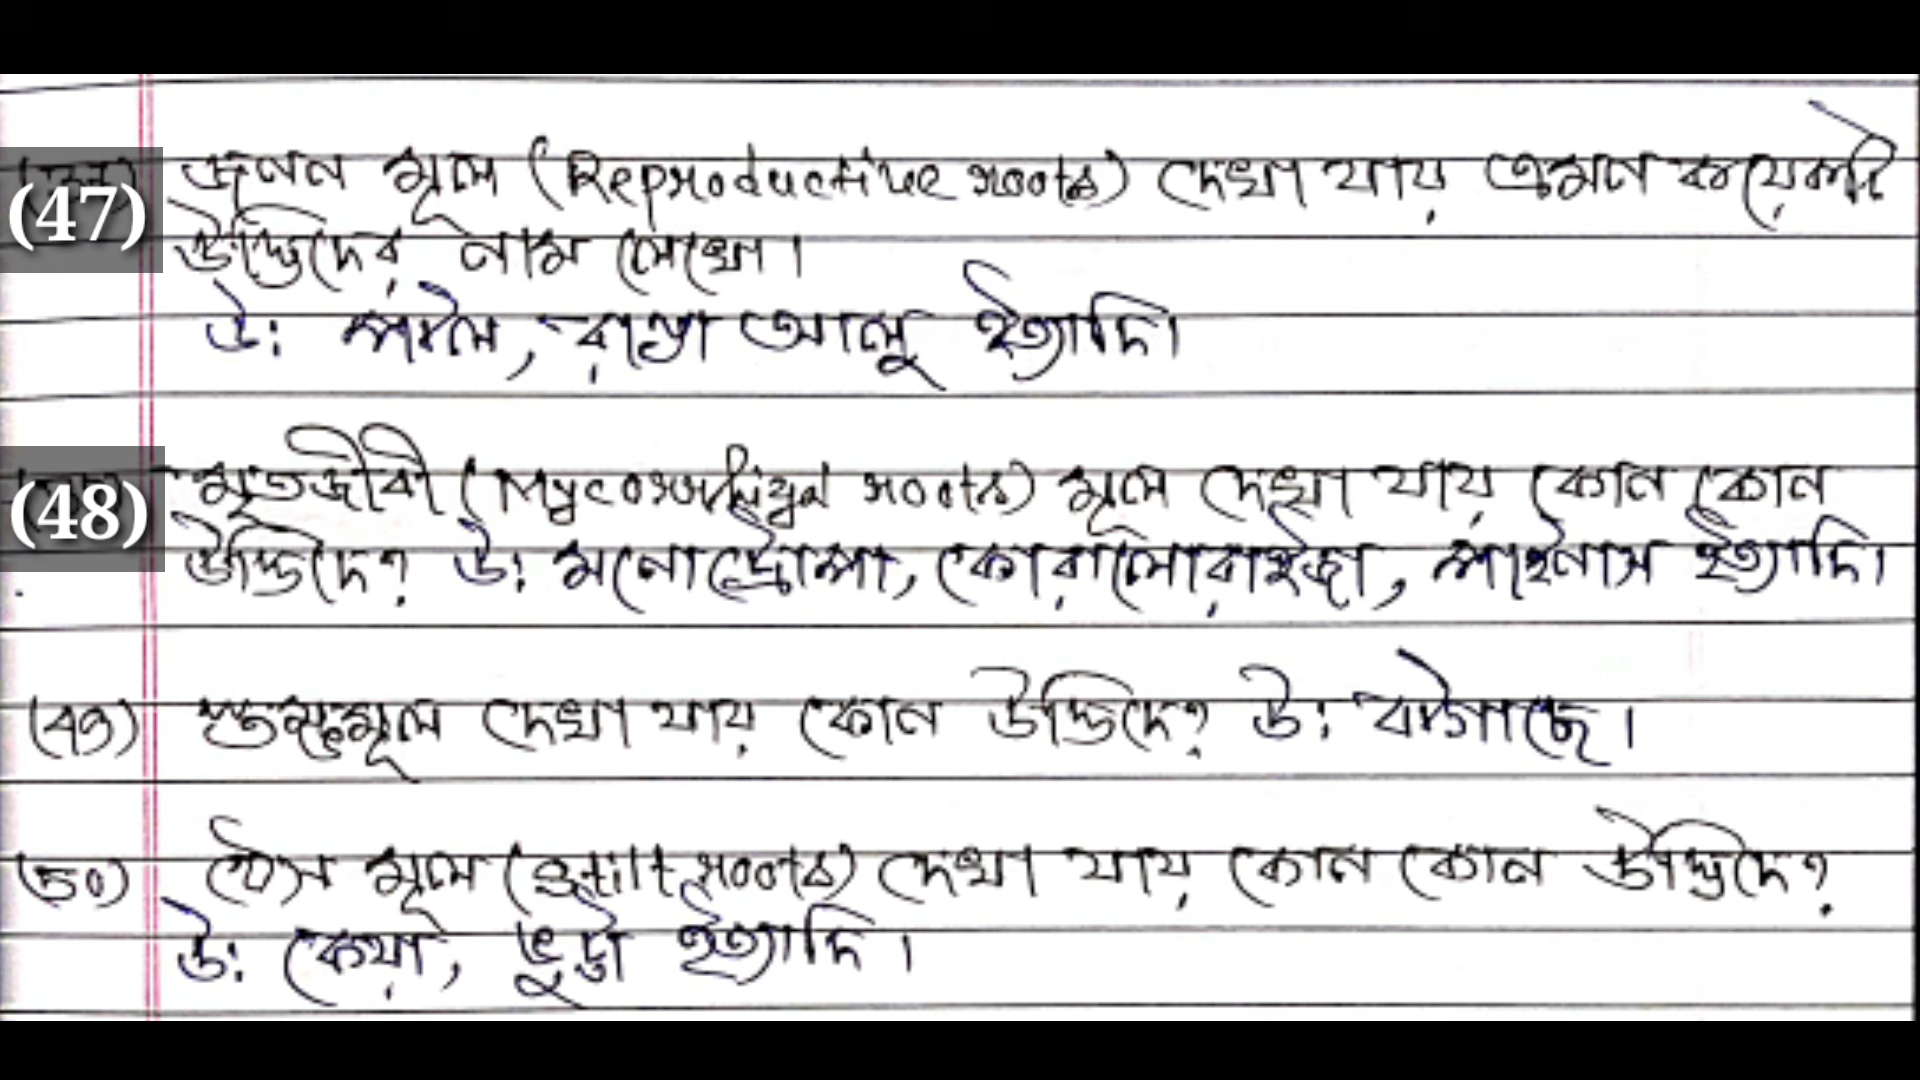 (47) জনন মূল (Reproductive roots) দেখা যায় এমন কয়েকটি
উদ্ভিদের নাম লেখো।
উ: পটল, রাঙা আলু ইত্যাদি।
(48) মৃতজীবী (Mycorrhizal roots) মূল দেখা যায় কোন কোন
উদ্ভিদে? উ: মনোট্রোপা, কোরালোরাইজা, পাইনাস ইত্যাদি।
(49) স্তম্ভমূল দেখা যায় কোন উদ্ভিদে? উ: বটগাছে।
(50) ঠেস মূল (Stilt roots) দেখা যায় কোন কোন উদ্ভিদে?
উ: কেয়া, ভুট্টা ইত্যাদি।